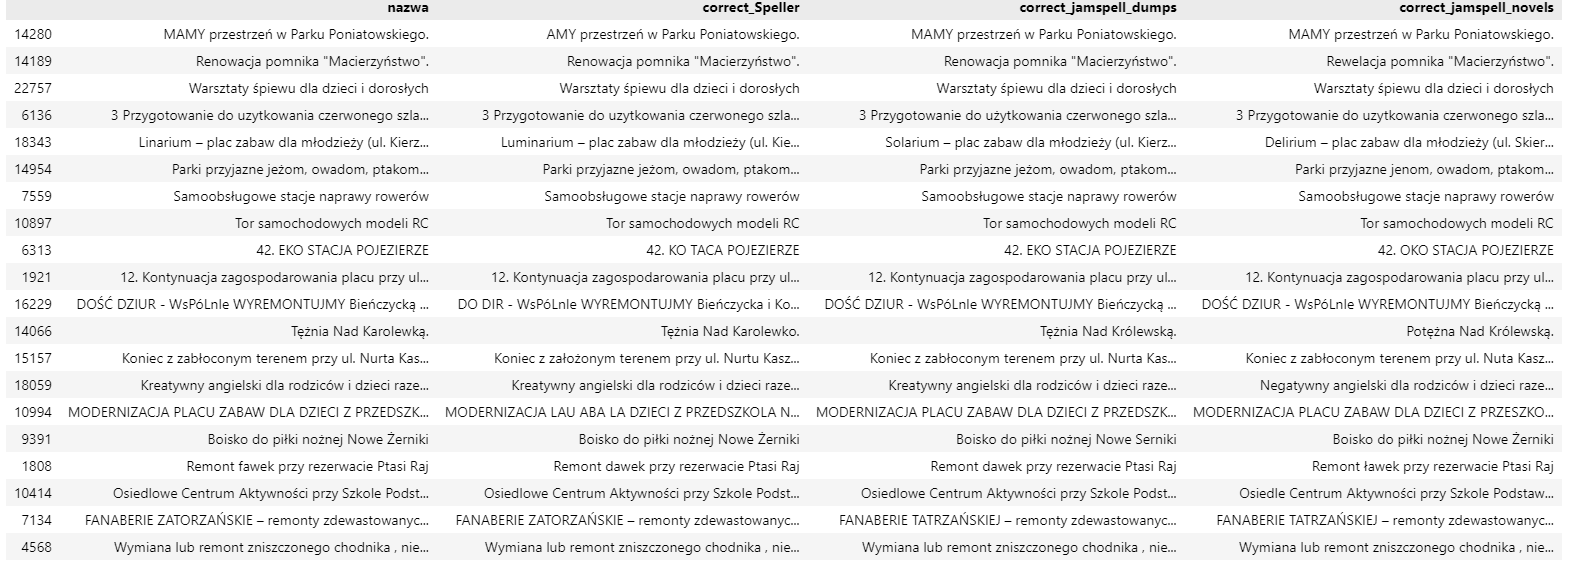 nazwa correct_Speller correct_jamspell_dumps correct_jamspell_novels
14280 MAMY przestrzeń w Parku Poniatowskiego. AMY przestrzeń w Parku Poniatowskiego. MAMY przestrzeń w Parku Poniatowskiego. MAMY przestrzeń w Parku Poniatowskiego.
14189 Renowacja pomnika "Macierzyństwo". Renowacja pomnika "Macierzyństwo". Renowacja pomnika "Macierzyństwo". Rewelacja pomnika "Macierzyństwo".
22757 Warsztaty śpiewu dla dzieci i dorosłych Warsztaty śpiewu dla dzieci i dorosłych Warsztaty śpiewu dla dzieci i dorosłych Warsztaty śpiewu dla dzieci i dorosłych
6136 3 Przygotowanie do uzytkowania czerwonego szla... 3 Przygotowanie do uzytkowania czerwonego szla... 3 Przygotowanie do użytkowania czerwonego szla... 3 Przygotowanie do użytkowania czerwonego szla...
18343 Linarium – plac zabaw dla młodzieży (ul. Kierz... Luminarium – plac zabaw dla młodzieży (ul. Kie... Solarium – plac zabaw dla młodzieży (ul. Kierz... Delirium – plac zabaw dla młodzieży (ul. Skier...
14954 Parki przyjazne jeżom, owadom, ptakom... Parki przyjazne jeżom, owadom, ptakom... Parki przyjazne jeżom, owadom, ptakom... Parki przyjazne jenom, owadom, ptakom...
7559 Samoobsługowe stacje naprawy rowerów Samoobsługowe stacje naprawy rowerów Samoobsługowe stacje naprawy rowerów Samoobsługowe stacje naprawy rowerów
10897 Tor samochodowych modeli RC Tor samochodowych modeli RC Tor samochodowych modeli RC Tor samochodowych modeli RC
6313 42. EKO STACJA POJEZIERZE 42. KO TACA POJEZIERZE 42. EKO STACJA POJEZIERZE 42. OKO STACJA POJEZIERZE
1921 12. Kontynuacja zagospodarowania placu przy ul... 12. Kontynuacja zagospodarowania placu przy ul... 12. Kontynuacja zagospodarowania placu przy ul... 12. Kontynuacja zagospodarowania placu przy ul...
16229 DOŚĆ DZIUR - WsPóLnIe WYREMONTUJMY Bieńczycką ... DO DIR - WsPóLnIe WYREMONTUJMY Bieńczycka i Ko... DOŚĆ DZIUR - WsPóLnIe WYREMONTUJMY Bieńczycką ... DOŚĆ DZIUR - WsPóLnIe WYREMONTUJMY Bieńczycką ...
14066 Tężnia Nad Karolewką. Tężnia Nad Karolewko. Tężnia Nad Królewską. Potężna Nad Królewską.
15157 Koniec z zabłoconym terenem przy ul. Nurta Kas... Koniec z założonym terenem przy ul. Nurtu Kasz... Koniec z zabłoconym terenem przy ul. Nurta Kas... Koniec z zabłoconym terenem przy ul. Nuta Kasz...
18059 Kreatywny angielski dla rodziców i dzieci raze... Kreatywny angielski dla rodziców i dzieci raze... Kreatywny angielski dla rodziców i dzieci raze... Negatywny angielski dla rodziców i dzieci raze...
10994 MODERNIZACJA PLACU ZABAW DLA DZIECI Z PRZEDSZK... MODERNIZACJA LAU ABA LA DZIECI Z PRZEDSZKOLA N... MODERNIZACJA PLACU ZABAW DLA DZIECI Z PRZEDSZK... MODERNIZACJA PLACU ZABAW DLA DZIECI Z PRZESZKO...
9391 Boisko do piłki nożnej Nowe Żerniki Boisko do piłki nożnej Nowe Żerniki Boisko do piłki nożnej Nowe Serniki Boisko do piłki nożnej Nowe Żerniki
1808 Remont fawek przy rezerwacie Ptasi Raj Remont dawek przy rezerwacie Ptasi Raj Remont dawek przy rezerwacie Ptasi Raj Remont ławek przy rezerwacie Ptasi Raj
10414 Osiedlowe Centrum Aktywności przy Szkole Podst... Osiedlowe Centrum Aktywności przy Szkole Podst... Osiedlowe Centrum Aktywności przy Szkole Podst... Osiedle Centrum Aktywności przy Szkole Podstaw...
7134 FANABERIE ZATORZAŃSKIE – remonty zdewastowanyc... FANABERIE ZATORZAŃSKIE – remonty zdewastowanyc... FANABERIE TATRZAŃSKIEJ – remonty zdewastowanyc... FANABERIE TATRZAŃSKIEJ – remonty zdewastowanyc...
4568 Wymiana lub remont zniszczonego chodnika , nie... Wymiana lub remont zniszczonego chodnika , nie... Wymiana lub remont zniszczonego chodnika , nie... Wymiana lub remont zniszczonego chodnika , nie...